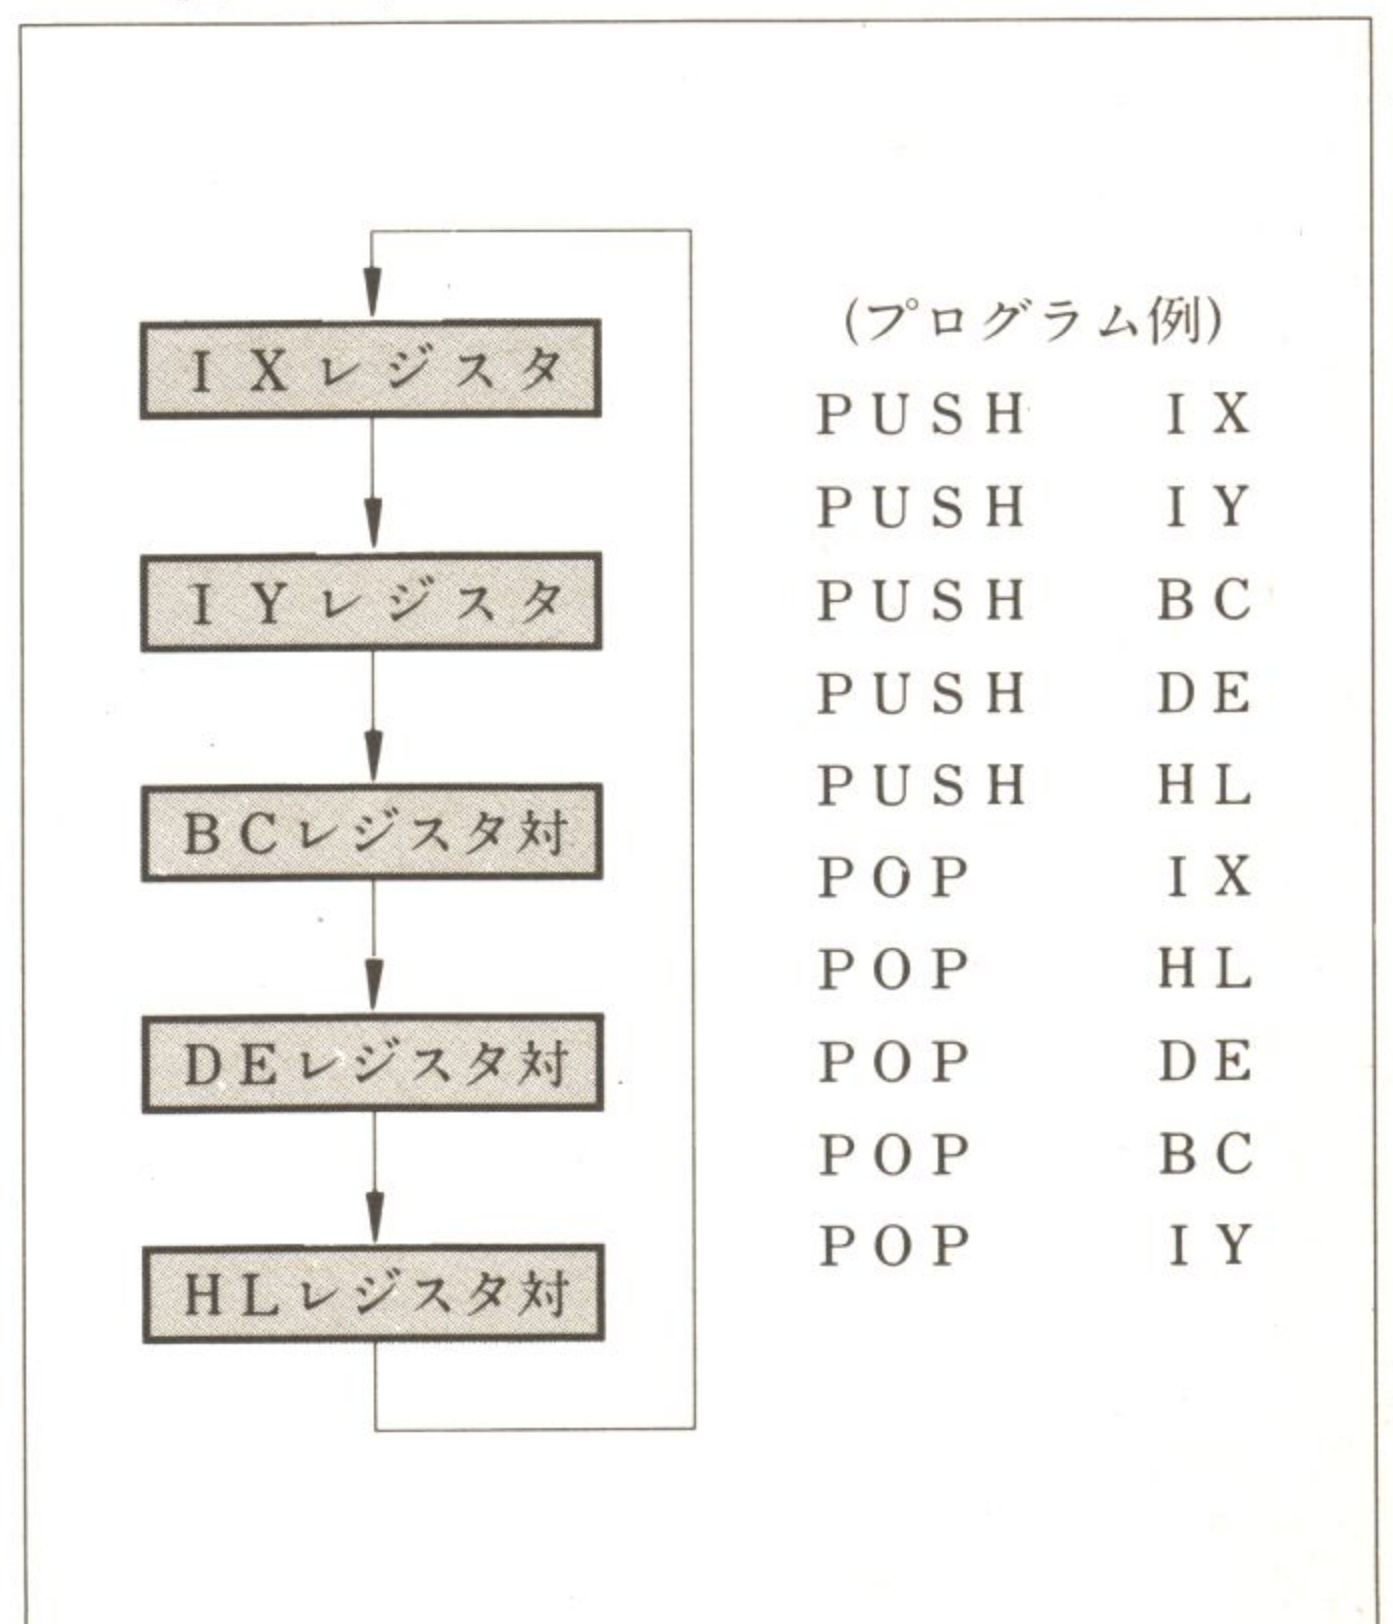 IXレジスタ
IYレジスタ
BCレジスタ対
DEレジスタ対
HLレジスタ対
(プログラム例)
PUSH IX
PUSH IY
PUSH BC
PUSH DE
PUSH HL
POP IX
POP HL
POP DE
POP BC
POP IY